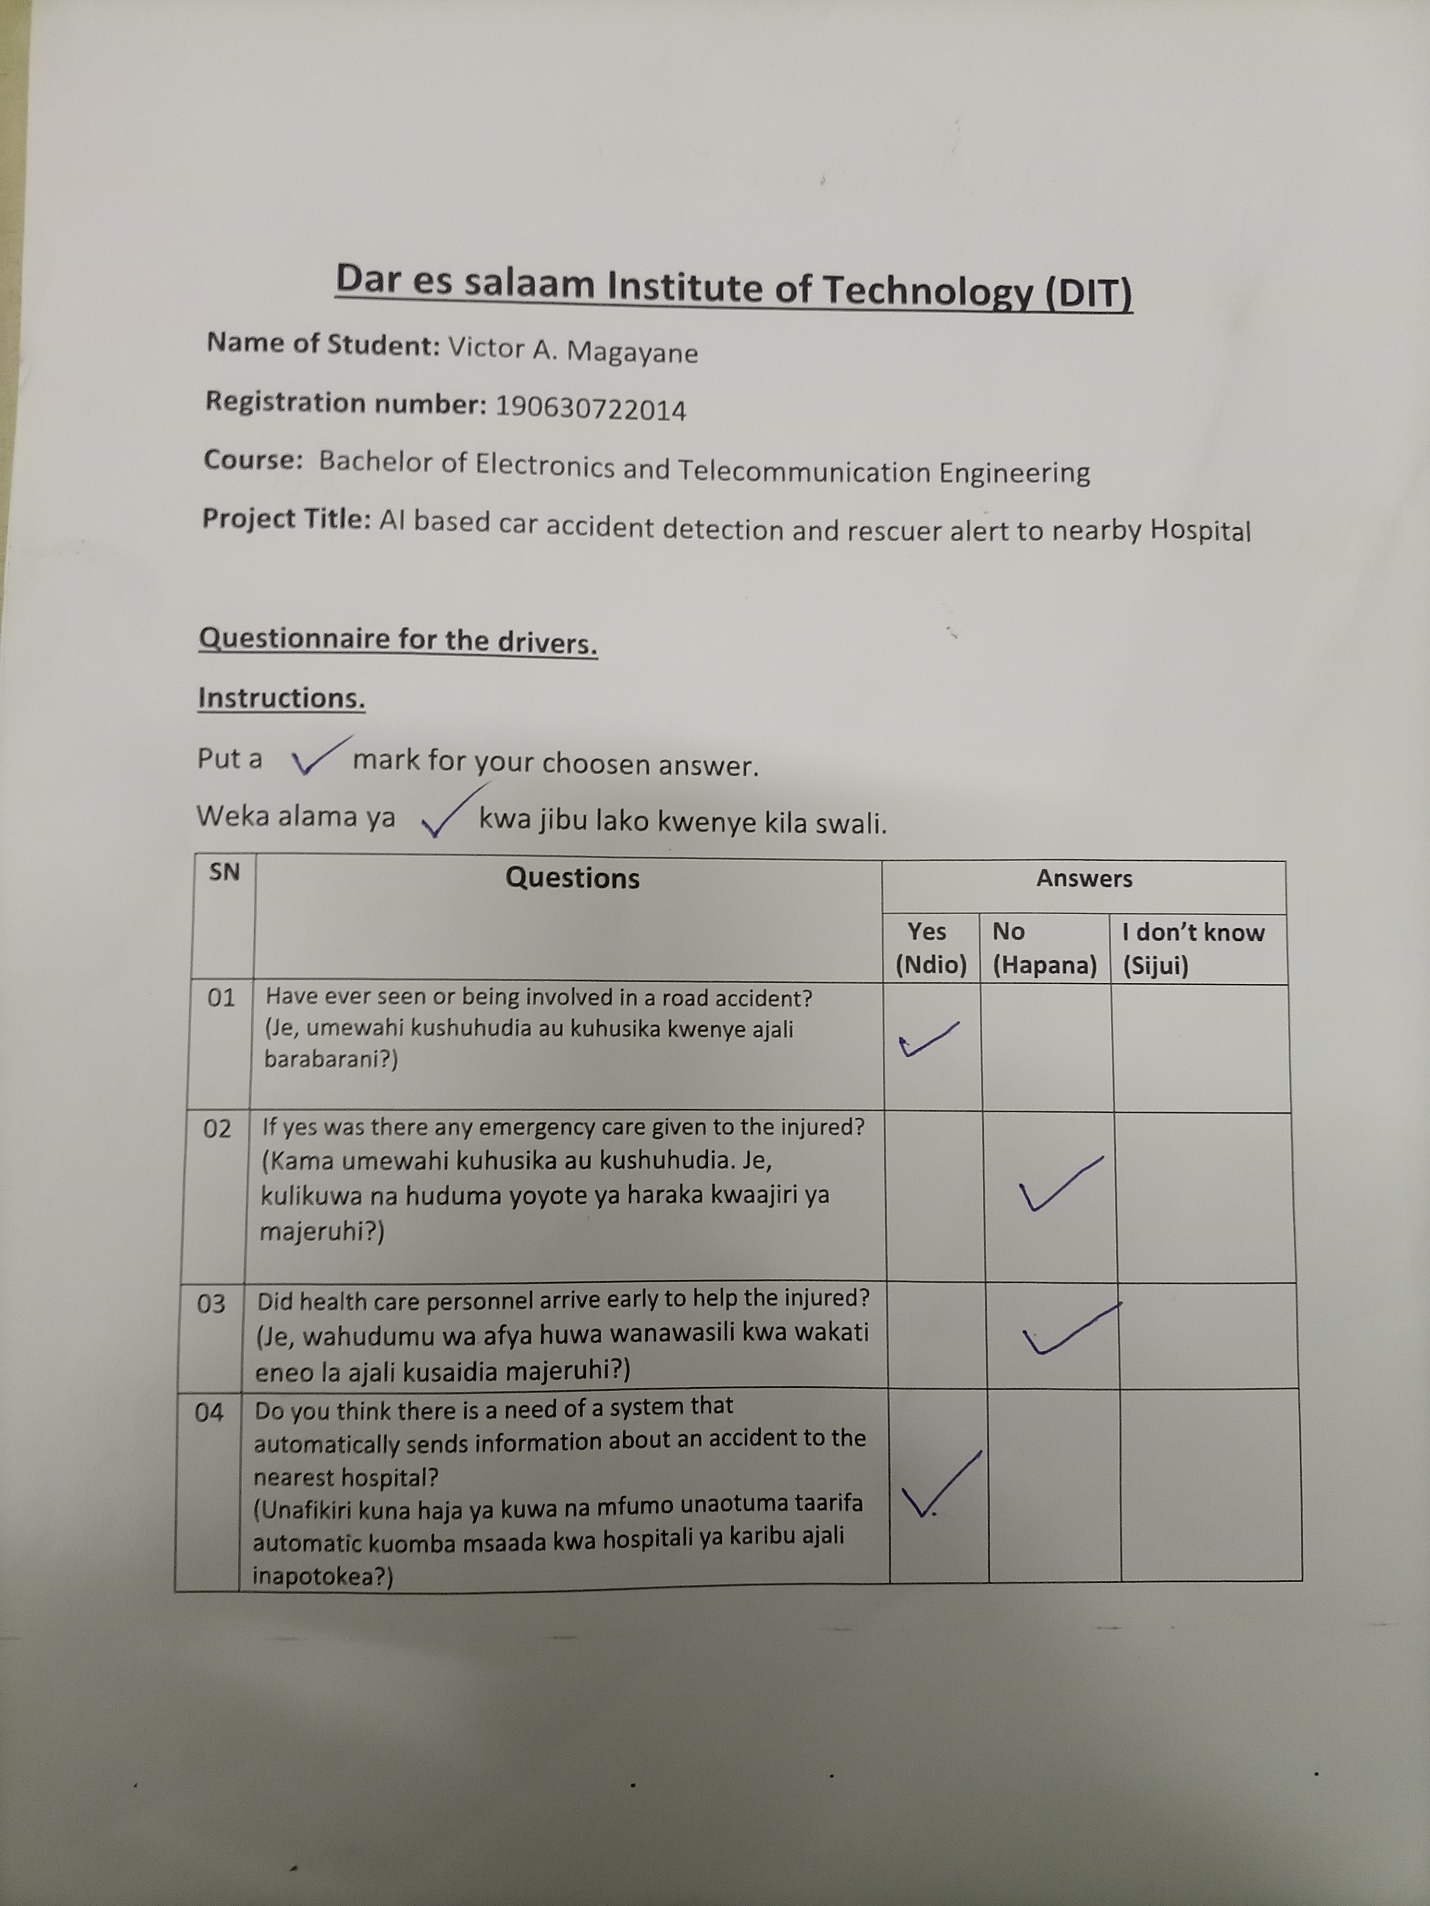 Dar es salaam Institute of Technology (DIT)
Name of Student: Victor A. Magayane
Registration number: 190630722014
Course: Bachelor of Electronics and Telecommunication Engineering
Project Title: AI based car accident detection and rescuer alert to nearby Hospital
Questionnaire for the drivers.
Instructions.
Put a ✓ mark for your choosen answer.
Weka alama ya ✓ kwa jibu lako kwenye kila swali.
SN Questions Answers
Yes No I don't know
(Ndio) (Hapana) (Sijui)
01 Have ever seen or being involved in a road accident?
(Je, umewahi kushuhudia au kuhusika kwenye ajali ✓
barabarani?)
02 If yes was there any emergency care given to the injured?
(Kama umewahi kuhusika au kushuhudia. Je,
kulikuwa na huduma yoyote ya haraka kwaajiri ya ✓
majeruhi?)
03 Did health care personnel arrive early to help the injured?
(Je, wahudumu wa afya huwa wanawasili kwa wakati ✓
eneo la ajali kusaidia majeruhi?)
04 Do you think there is a need of a system that
automatically sends information about an accident to the
nearest hospital?
(Unafikiri kuna haja ya kuwa na mfumo unaotuma taarifa ✓
automatic kuomba msaada kwa hospitali ya karibu ajali
inapotokea?)